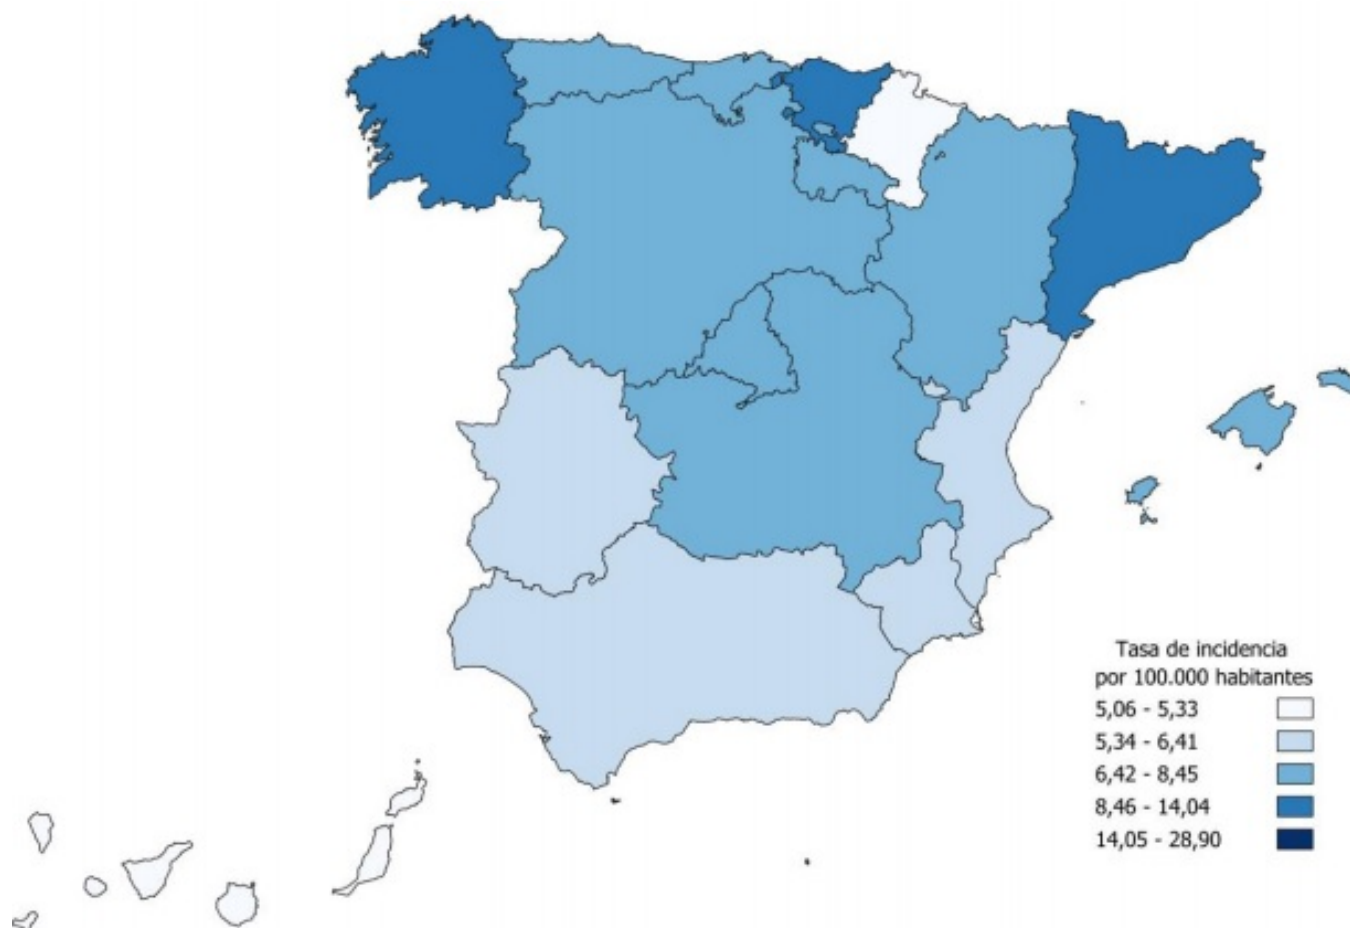 Tasa de incidencia
por 100.000 habitantes
5,06 - 5,33
5,34 - 6,41
6,42 - 8,45
8,46 - 14,04
14,05 - 28,90